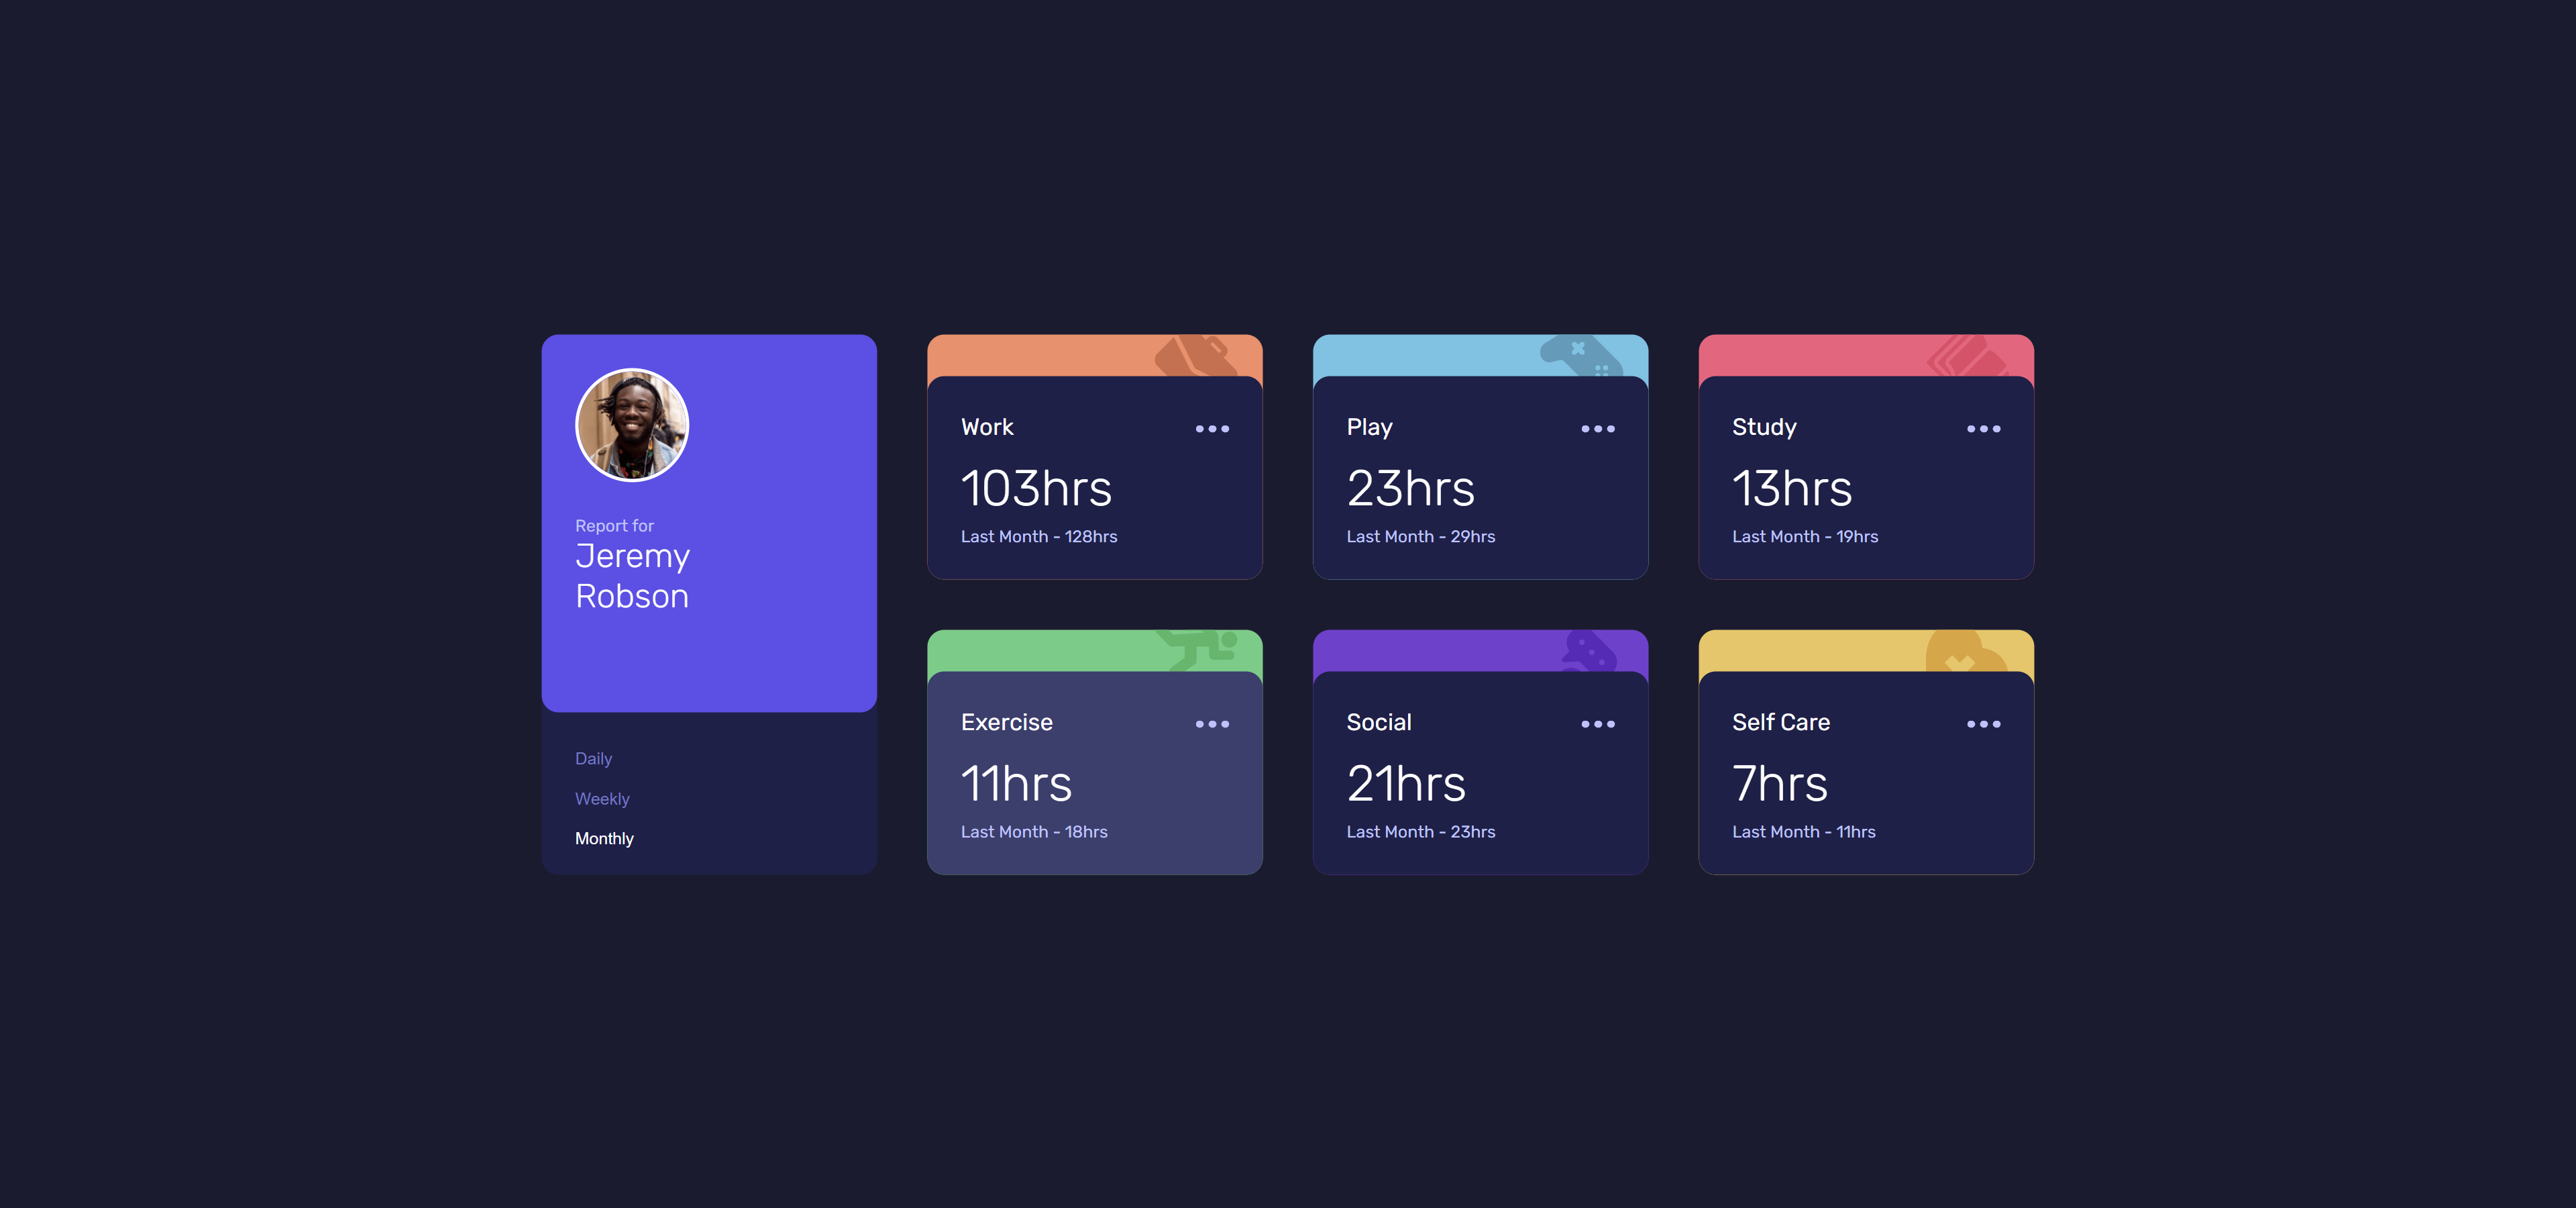 Report for
Jeremy
Robson
Daily
Weekly
Monthly
Work
103hrs
Last Month - 128hrs
Play
23hrs
Last Month - 29hrs
Study
13hrs
Last Month - 19hrs
Exercise
11hrs
Last Month - 18hrs
Social
21hrs
Last Month - 23hrs
Self Care
7hrs
Last Month - 11hrs